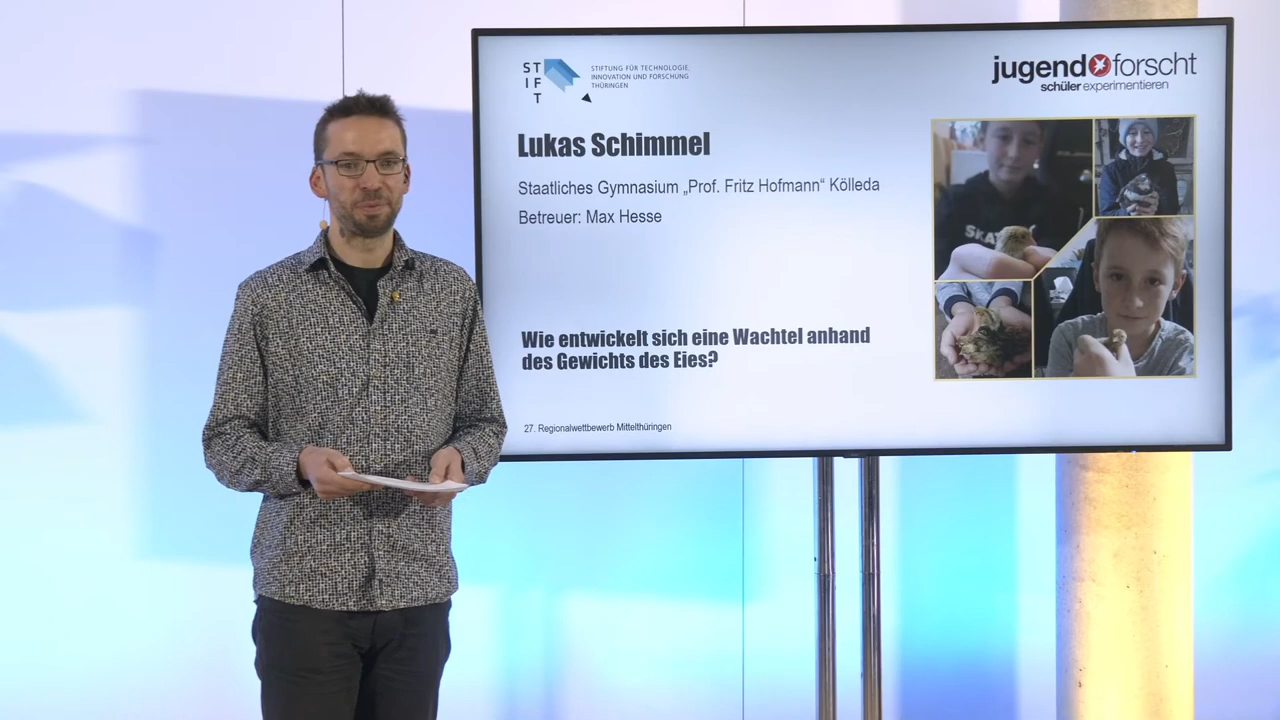 ST
IF
T
STIFTUNG FÜR TECHNOLOGIE,
INNOVATION UND FORSCHUNG
THÜRINGEN
jugend forscht
schüler experimentieren
Lukas Schimmel
Staatliches Gymnasium „Prof. Fritz Hofmann“ Kölleda
Betreuer: Max Hesse
SKAT
Wie entwickelt sich eine Wachtel anhand
des Gewichts des Eies?
27. Regionalwettbewerb Mittelthüringen